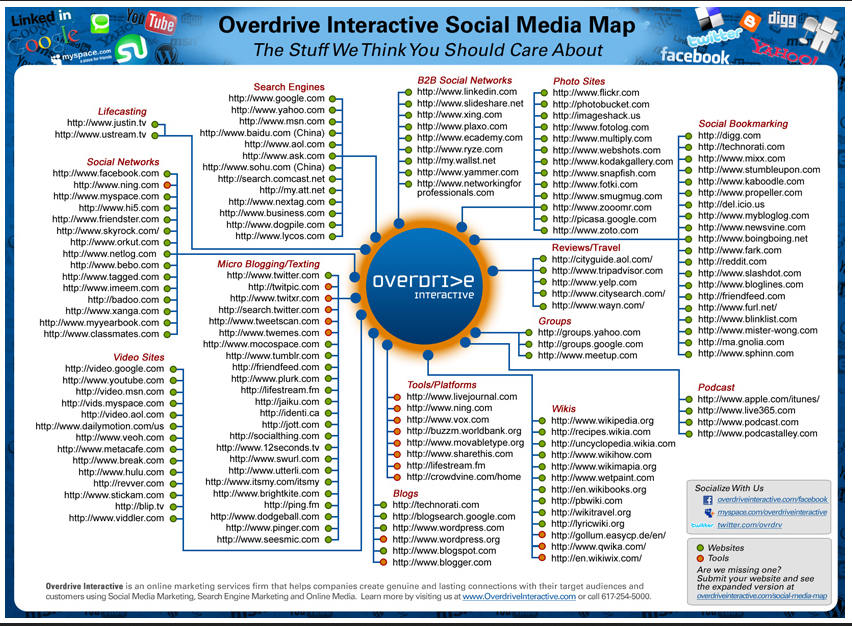 Linked in
Google
myspace.com
a place for friends
You Tube
Overdrive Interactive Social Media Map
The Stuff We Think You Should Care About
digg
twitter
facebook
YAHOO!
Lifecasting
http://www.justin.tv
http://www.ustream.tv
Social Networks
http://www.facebook.com
http://www.ning.com
http://www.myspace.com
http://www.hi5.com
http://www.friendster.com
http://www.skyrock.com/
http://www.orkut.com
http://www.netlog.com
http://www.bebo.com
http://www.tagged.com
http://www.imeem.com
http://badoo.com
http://www.xanga.com
http://www.myyearbook.com
http://www.classmates.com
Video Sites
http://video.google.com
http://www.youtube.com
http://video.msn.com
http://vids.myspace.com
http://video.aol.com
http://www.dailymotion.com/us
http://www.veoh.com
http://www.metacafe.com
http://www.break.com
http://www.hulu.com
http://revver.com
http://www.stickam.com
http://blip.tv
http://www.viddler.com
Search Engines
http://www.google.com
http://www.yahoo.com
http://www.msn.com
http://www.baidu.com (China)
http://www.aol.com
http://www.ask.com
http://www.sohu.com (China)
http://search.comcast.net
http://my.att.net
http://www.nextag.com
http://www.business.com
http://www.dogpile.com
http://www.lycos.com
Micro Blogging/Texting
http://www.twitter.com
http://twitpic.com
http://www.twitxr.com
http://search.twitter.com
http://www.tweetscan.com
http://www.twemes.com
http://www.mocospace.com
http://www.tumblr.com
http://friendfeed.com
http://www.plurk.com
http://lifestream.fm
http://jaiku.com
http://identi.ca
http://jott.com
http://socialthing.com
http://www.12seconds.tv
http://www.swurl.com
http://www.utterli.com
http://www.itsmy.com/itsmy
http://www.brightkite.com
http://ping.fm
http://www.dodgeball.com
http://www.pinger.com
http://www.seesmic.com
B2B Social Networks
http://www.linkedin.com
http://www.slideshare.net
http://www.xing.com
http://www.plaxo.com
http://www.ecademy.com
http://www.ryze.com
http://my.wallst.net
http://www.yammer.com
http://www.networkingfor
professionals.com
overdrive
INTERACTIVE
Tools/Platforms
http://www.livejournal.com
http://www.ning.com
http://www.vox.com
http://buzzm.worldbank.org
http://www.movabletype.org
http://www.sharethis.com
http://lifestream.fm
http://crowdvine.com/home
Blogs
http://technorati.com
http://blogsearch.google.com
http://www.wordpress.com
http://www.wordpress.org
http://www.blogspot.com
http://www.blogger.com
Photo Sites
http://www.flickr.com
http://photobucket.com
http://imageshack.us
http://www.fotolog.com
http://www.multiply.com
http://www.webshots.com
http://www.kodakgallery.com
http://www.snapfish.com
http://www.fotki.com
http://www.smugmug.com
http://www.zooomr.com
http://picasa.google.com
http://www.zoto.com
Reviews/Travel
http://cityguide.aol.com/
http://www.tripadvisor.com
http://www.yelp.com
http://www.citysearch.com/
http://www.wayn.com/
Groups
http://groups.yahoo.com
http://groups.google.com
http://www.meetup.com
Wikis
http://www.wikipedia.org
http://recipes.wikia.com
http://uncyclopedia.wikia.com
http://www.wikihow.com
http://www.wikimapia.org
http://www.wetpaint.com
http://en.wikibooks.org
http://pbwiki.com
http://wikitravel.org
http://lyricwiki.org
http://gollum.easycp.de/en/
http://www.qwika.com/
http://en.wikiwix.com/
Social Bookmarking
http://digg.com
http://technorati.com
http://www.mixx.com
http://www.stumbleupon.com
http://www.kaboodle.com
http://www.propeller.com
http://del.icio.us
http://www.mybloglog.com
http://www.newsvine.com
http://www.boingboing.net
http://www.fark.com
http://reddit.com
http://www.slashdot.com
http://www.bloglines.com
http://friendfeed.com
http://www.furl.net/
http://www.blinklist.com
http://www.mister-wong.com
http://ma.gnolia.com
http://www.sphinn.com
Podcast
http://www.apple.com/itunes/
http://www.live365.com
http://www.podcast.com
http://www.podcastalley.com
Socialize With Us
overdriveinteractive.com/facebook
myspace.com/overdriveinteractive
twitter twitter.com/ovrdrv
Websites
Tools
Are we missing one?
Submit your website and see
the expanded version at
overdriveinteractive.com/social-media-map
Overdrive Interactive is an online marketing services firm that helps companies create genuine and lasting connections with their target audiences and
customers using Social Media Marketing, Search Engine Marketing and Online Media. Learn more by visiting us at www.OverdriveInteractive.com or call 617-254-5000.